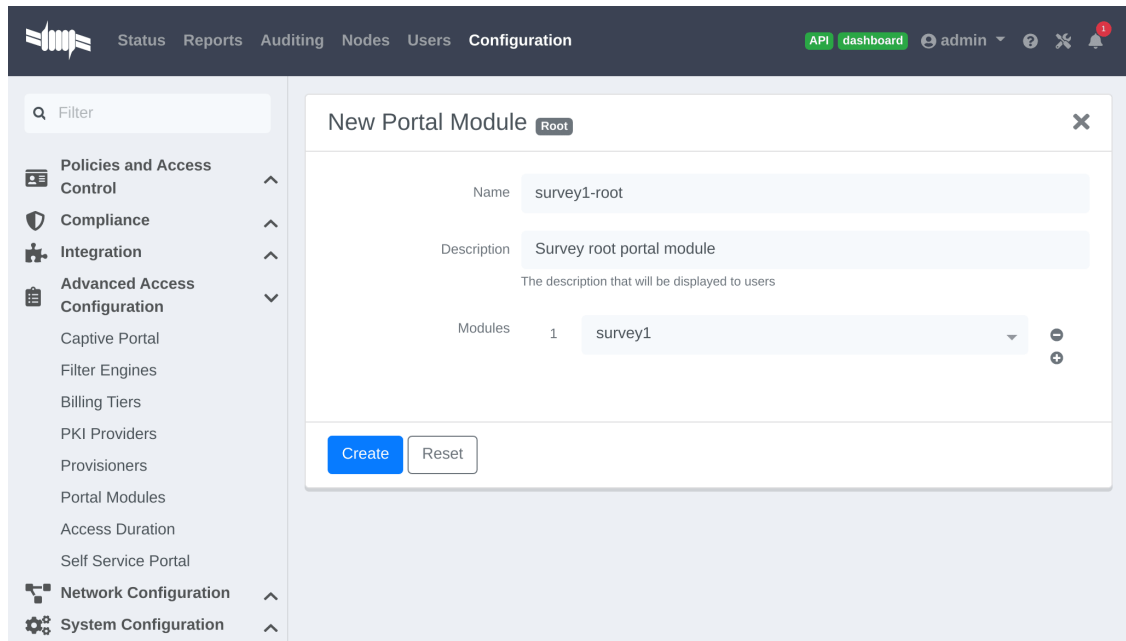 Status Reports Auditing Nodes Users Configuration API dashboard admin 1
Filter
Policies and Access
Control
Compliance
Integration
Advanced Access
Configuration
Captive Portal
Filter Engines
Billing Tiers
PKI Providers
Provisioners
Portal Modules
Access Duration
Self Service Portal
Network Configuration
System Configuration
New Portal Module Root
Name survey1-root
Description Survey root portal module
The description that will be displayed to users
Modules 1 survey1
Create Reset